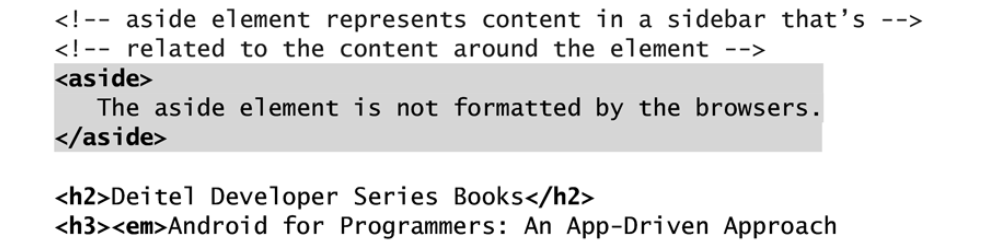 <!-- aside element represents content in a sidebar that’s -->
<!-- related to the content around the element -->
<aside>
The aside element is not formatted by the browsers.
</aside>
<h2>Deitel Developer Series Books</h2>
<h3><em>Android for Programmers: An App-Driven Approach